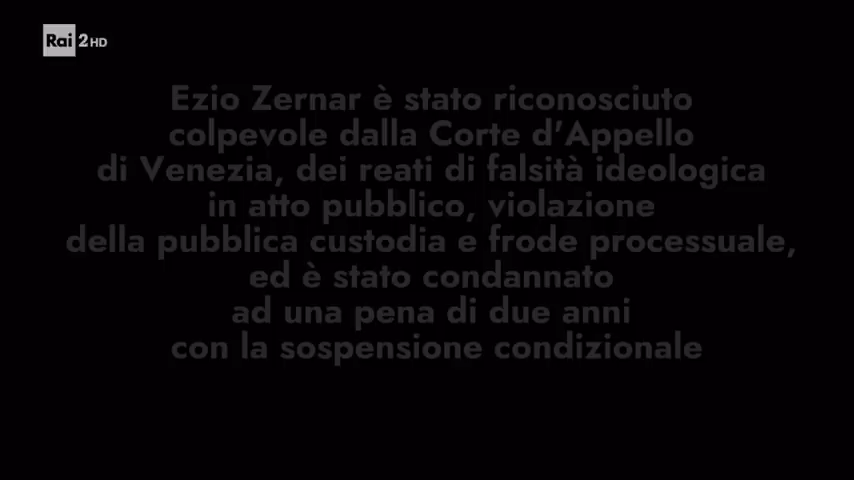 Rai 2HD
Ezio Zernar è stato riconosciuto
colpevole dalla Corte d'Appello
di Venezia, dei reati di falsità ideologica
in atto pubblico, violazione
della pubblica custodia e frode processuale,
ed è stato condannato
ad una pena di due anni
con la sospensione condizionale